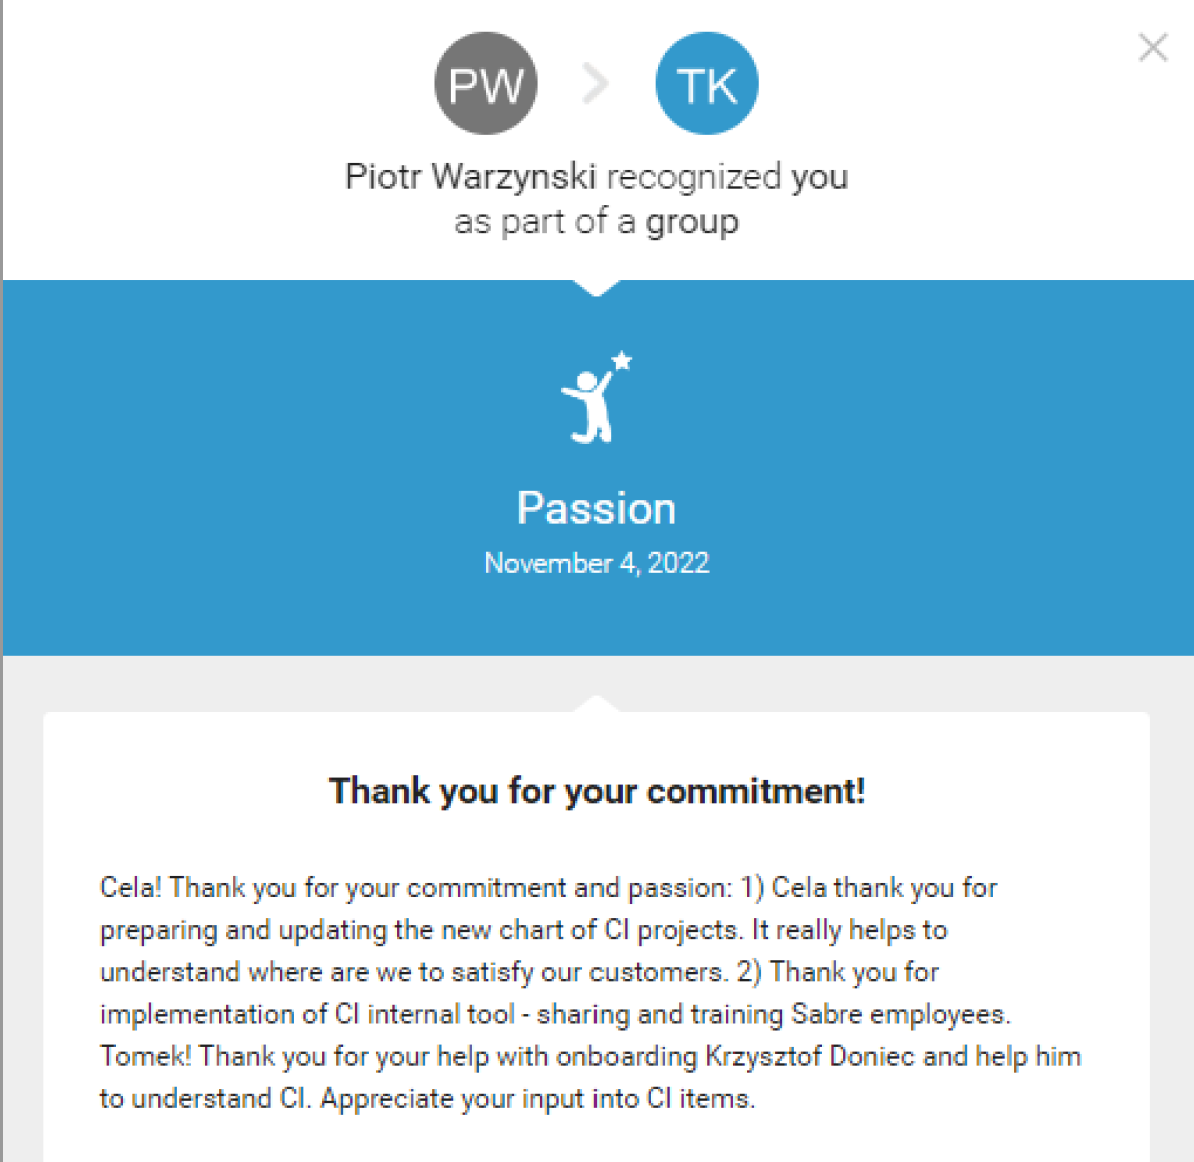 PW > TK
Piotr Warzynski recognized you
as part of a group
Passion
November 4, 2022
Thank you for your commitment!
Cela! Thank you for your commitment and passion: 1) Cela thank you for
preparing and updating the new chart of CI projects. It really helps to
understand where are we to satisfy our customers. 2) Thank you for
implementation of CI internal tool - sharing and training Sabre employees.
Tomek! Thank you for your help with onboarding Krzysztof Doniec and help him
to understand CI. Appreciate your input into CI items.